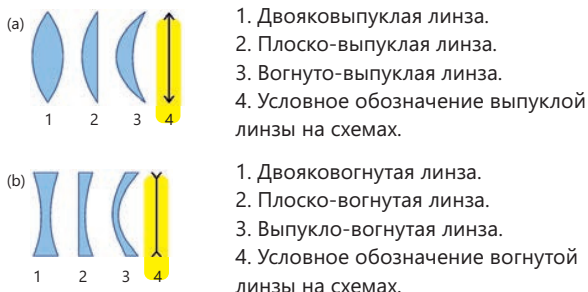 (a)
1 2 3 4
1. Двояковыпуклая линза.
2. Плоско-выпуклая линза.
3. Вогнуто-выпуклая линза.
4. Условное обозначение выпуклой
линзы на схемах.
(b)
1 2 3 4
1. Двояковогнутая линза.
2. Плоско-вогнутая линза.
3. Выпукло-вогнутая линза.
4. Условное обозначение вогнутой
линзы на схемах.